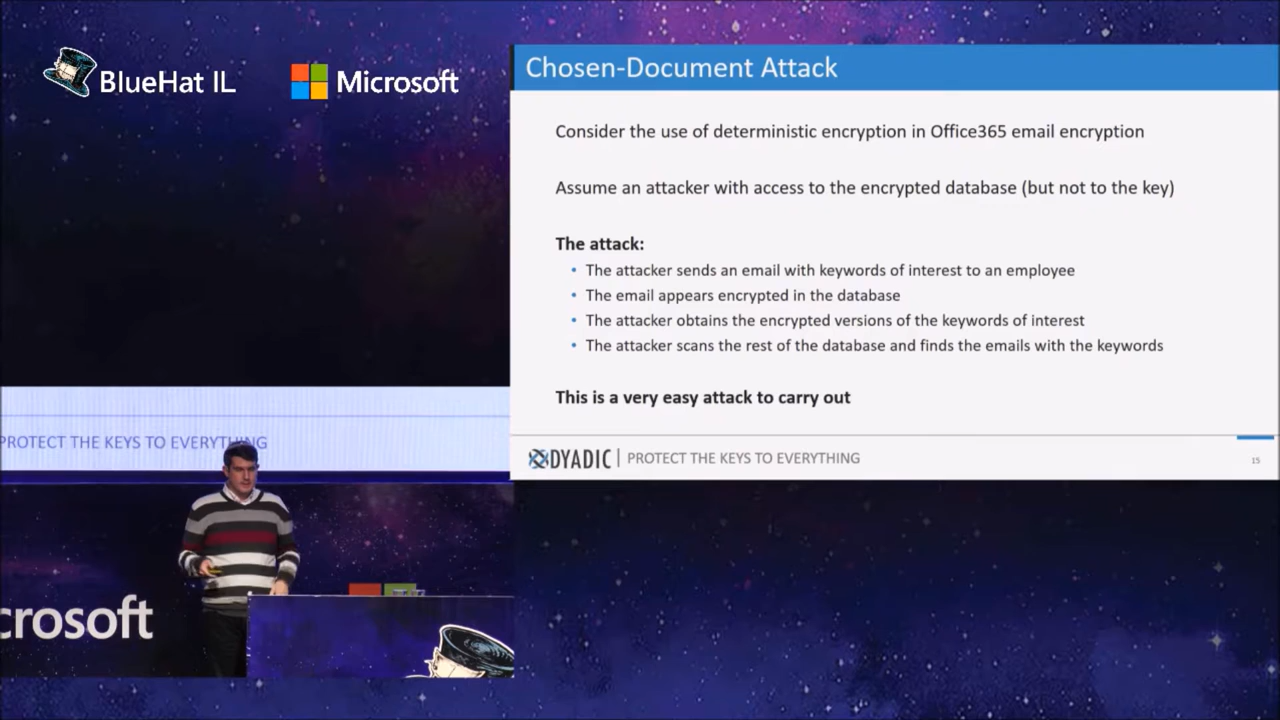 BlueHat IL
Microsoft
Chosen-Document Attack
Consider the use of deterministic encryption in Office365 email encryption
Assume an attacker with access to the encrypted database (but not to the key)
The attack:
• The attacker sends an email with keywords of interest to an employee
• The email appears encrypted in the database
• The attacker obtains the encrypted versions of the keywords of interest
• The attacker scans the rest of the database and finds the emails with the keywords
This is a very easy attack to carry out
DYADIC | PROTECT THE KEYS TO EVERYTHING
15
PROTECT THE KEYS TO EVERYTHING
crosoft